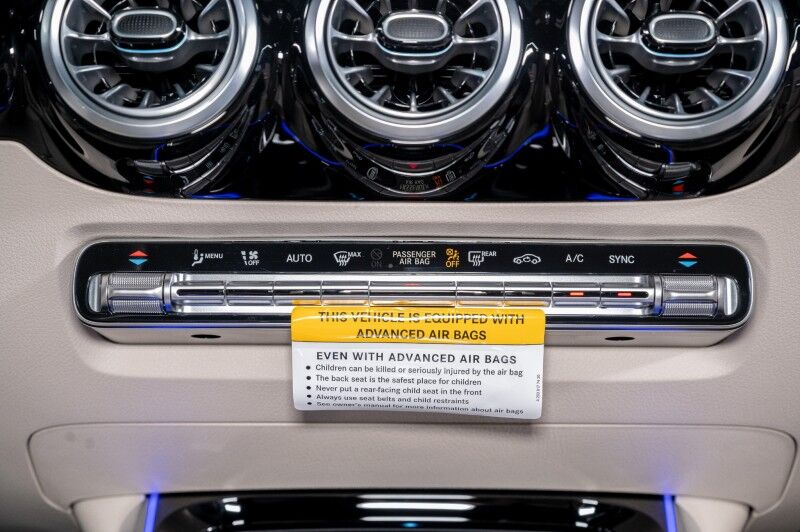 MENU
OFF
AUTO
MAX
ON
PASSENGER
AIR BAG
OFF
REAR
A/C
SYNC
THIS VEHICLE IS EQUIPPED WITH
ADVANCED AIR BAGS
EVEN WITH ADVANCED AIR BAGS
• Children can be killed or seriously injured by the air bag
• The back seat is the safest place for children
• Never put a rear-facing child seat in the front
• Always use seat belts and child restraints
• See owner's manual for more information about air bags